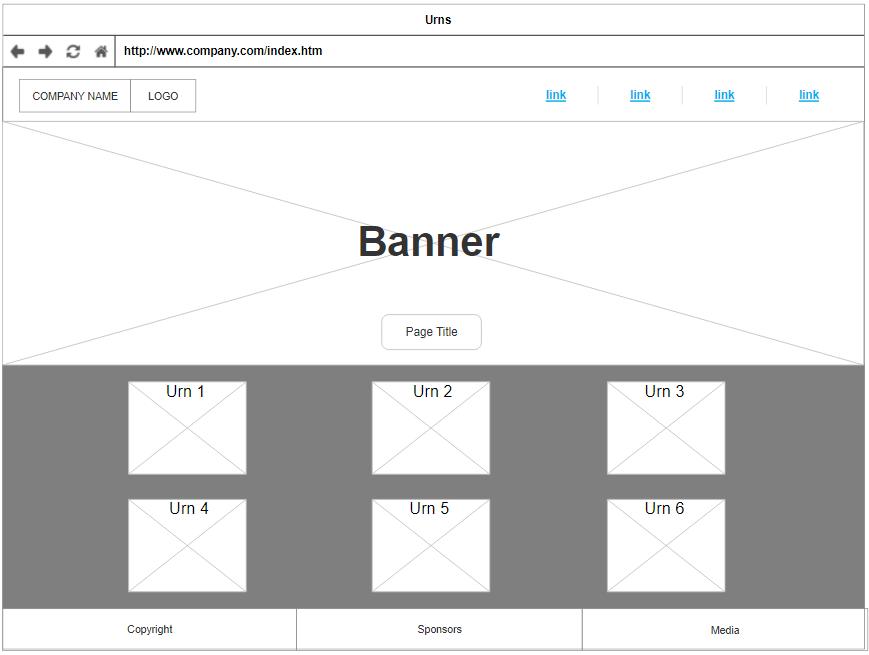 Urns
http://www.company.com/index.htm
COMPANY NAME LOGO link link link link
Banner
Page Title
Urn 1 Urn 2 Urn 3
Urn 4 Urn 5 Urn 6
Copyright Sponsors Media